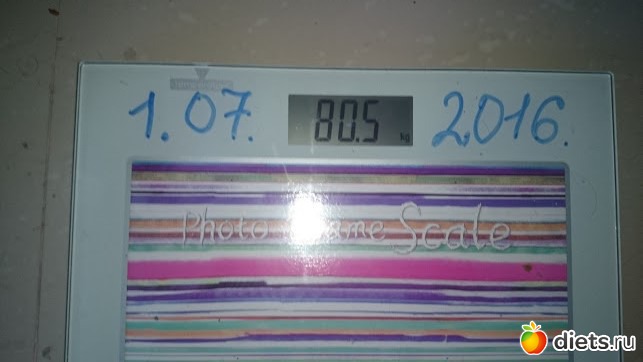 1.07. 80.5 kg 2016.
Photo Frame Scale
diets.ru